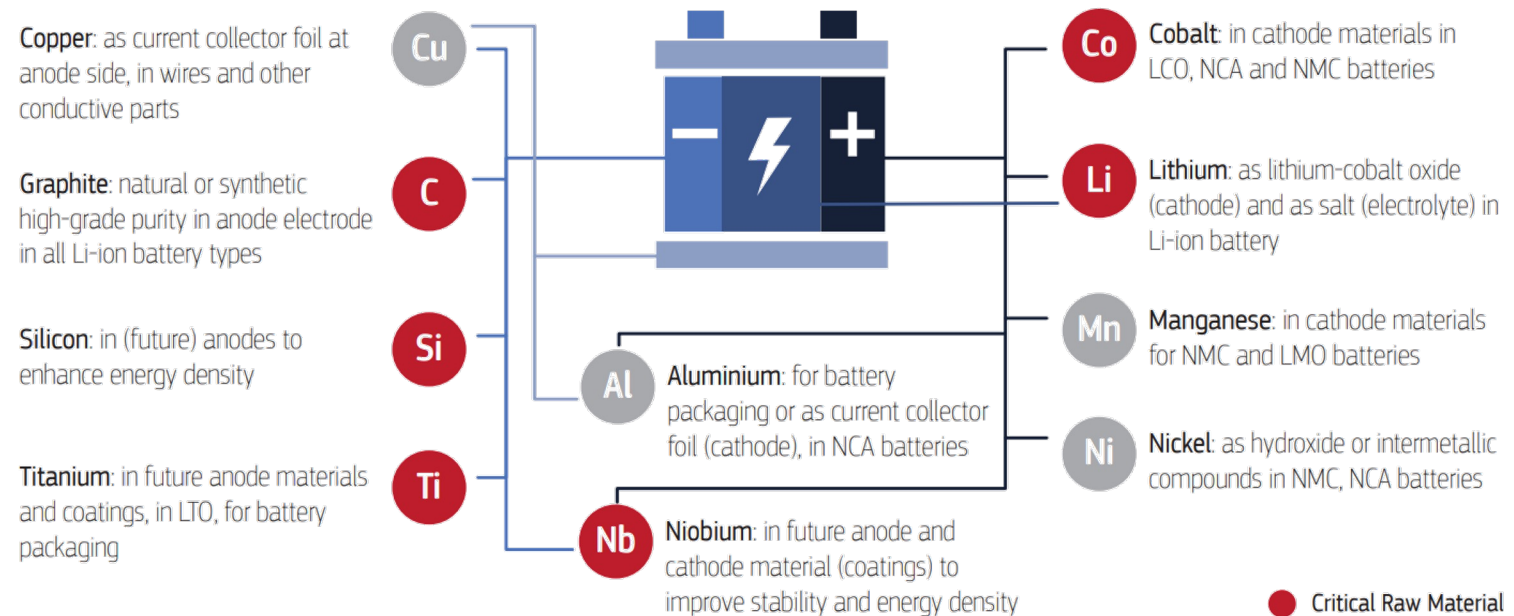 Copper: as current collector foil at
anode side, in wires and other
conductive parts
Cu
Graphite: natural or synthetic
high-grade purity in anode electrode
in all Li-ion battery types
C
Silicon: in (future) anodes to
enhance energy density
Si
Titanium: in future anode materials
and coatings, in LTO, for battery
packaging
Ti
− +
Al
Aluminium: for battery
packaging or as current collector
foil (cathode), in NCA batteries
Nb
Niobium: in future anode and
cathode material (coatings) to
improve stability and energy density
Co
Cobalt: in cathode materials in
LCO, NCA and NMC batteries
Li
Lithium: as lithium-cobalt oxide
(cathode) and as salt (electrolyte) in
Li-ion battery
Mn
Manganese: in cathode materials
for NMC and LMO batteries
Ni
Nickel: as hydroxide or intermetallic
compounds in NMC, NCA batteries
Critical Raw Material